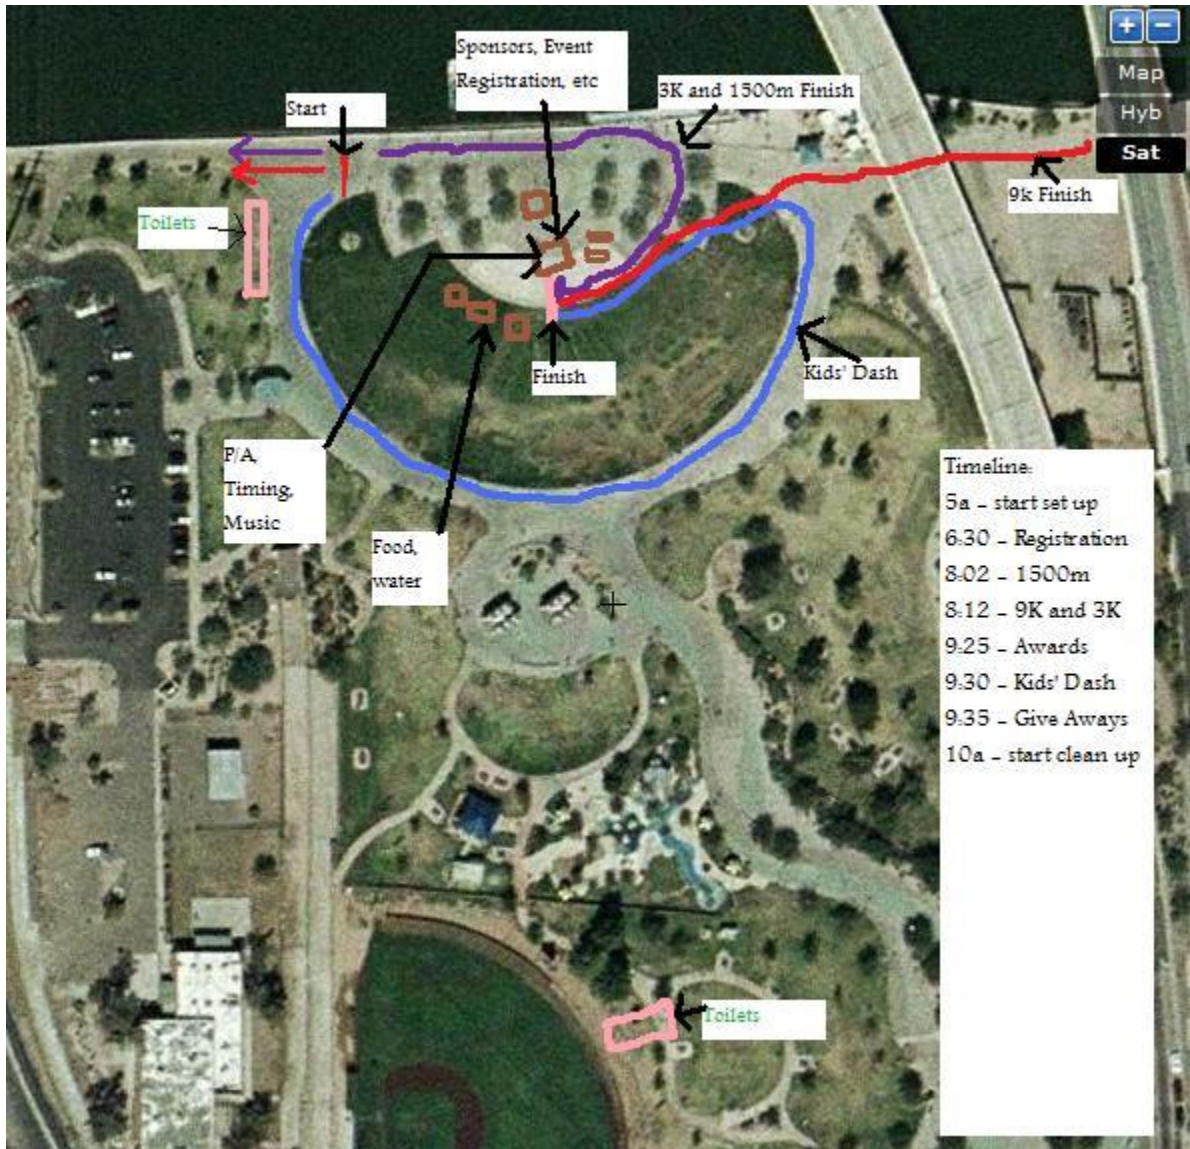 Sponsors, Event
Registration, etc
Start
3K and 1500m Finish
Map
Hyb
Sat
9k Finish
Toilets
Finish
Kids' Dash
P/A,
Timing,
Music
Food,
water
Timeline:
5a - start set up
6:30 - Registration
8:02 - 1500m
8:12 - 9K and 3K
9:25 - Awards
9:30 - Kids' Dash
9:35 - Give Aways
10a - start clean up
Toilets